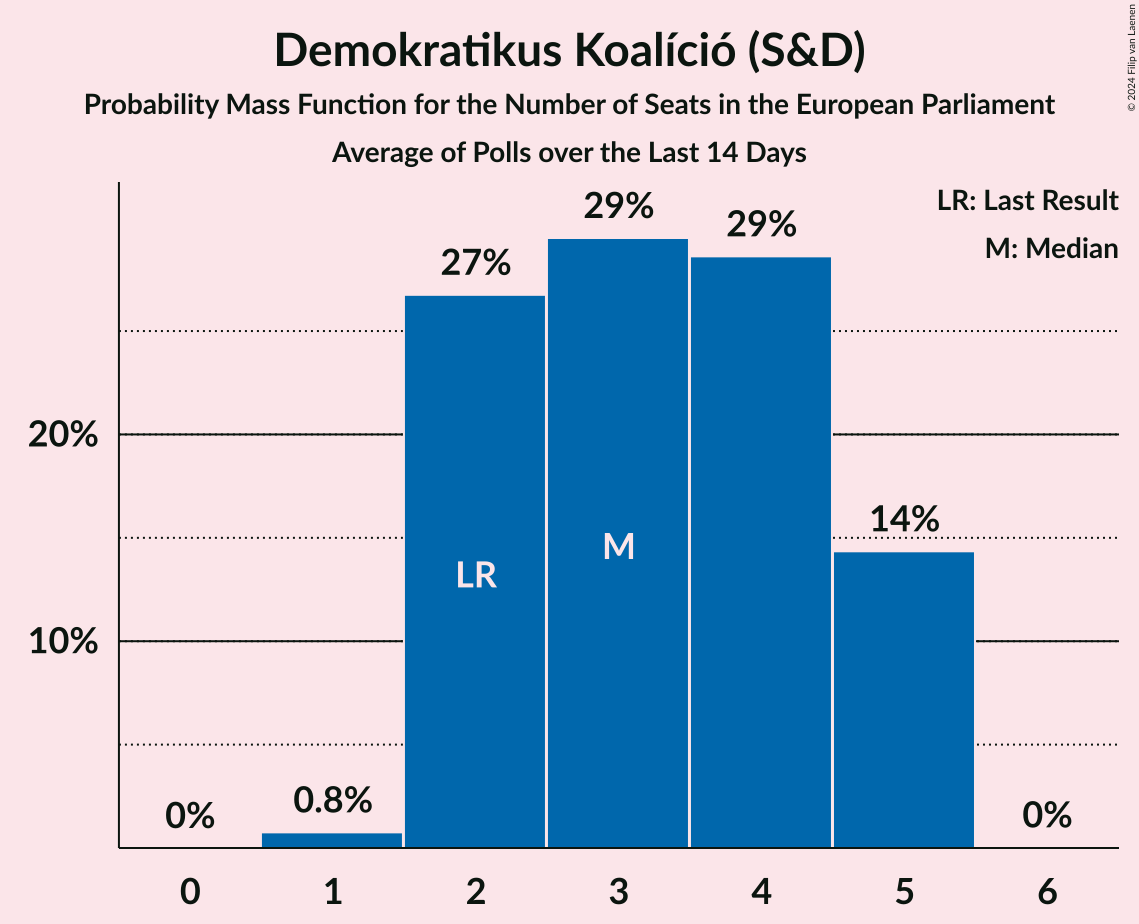 Demokratikus Koalíció (S&D)
Probability Mass Function for the Number of Seats in the European Parliament
Average of Polls over the Last 14 Days
© 2024 Filip van Laenen
LR: Last Result
M: Median
29%
29%
27%
20%
14%
M
LR
10%
0.8%
0%
0%
0 1 2 3 4 5 6